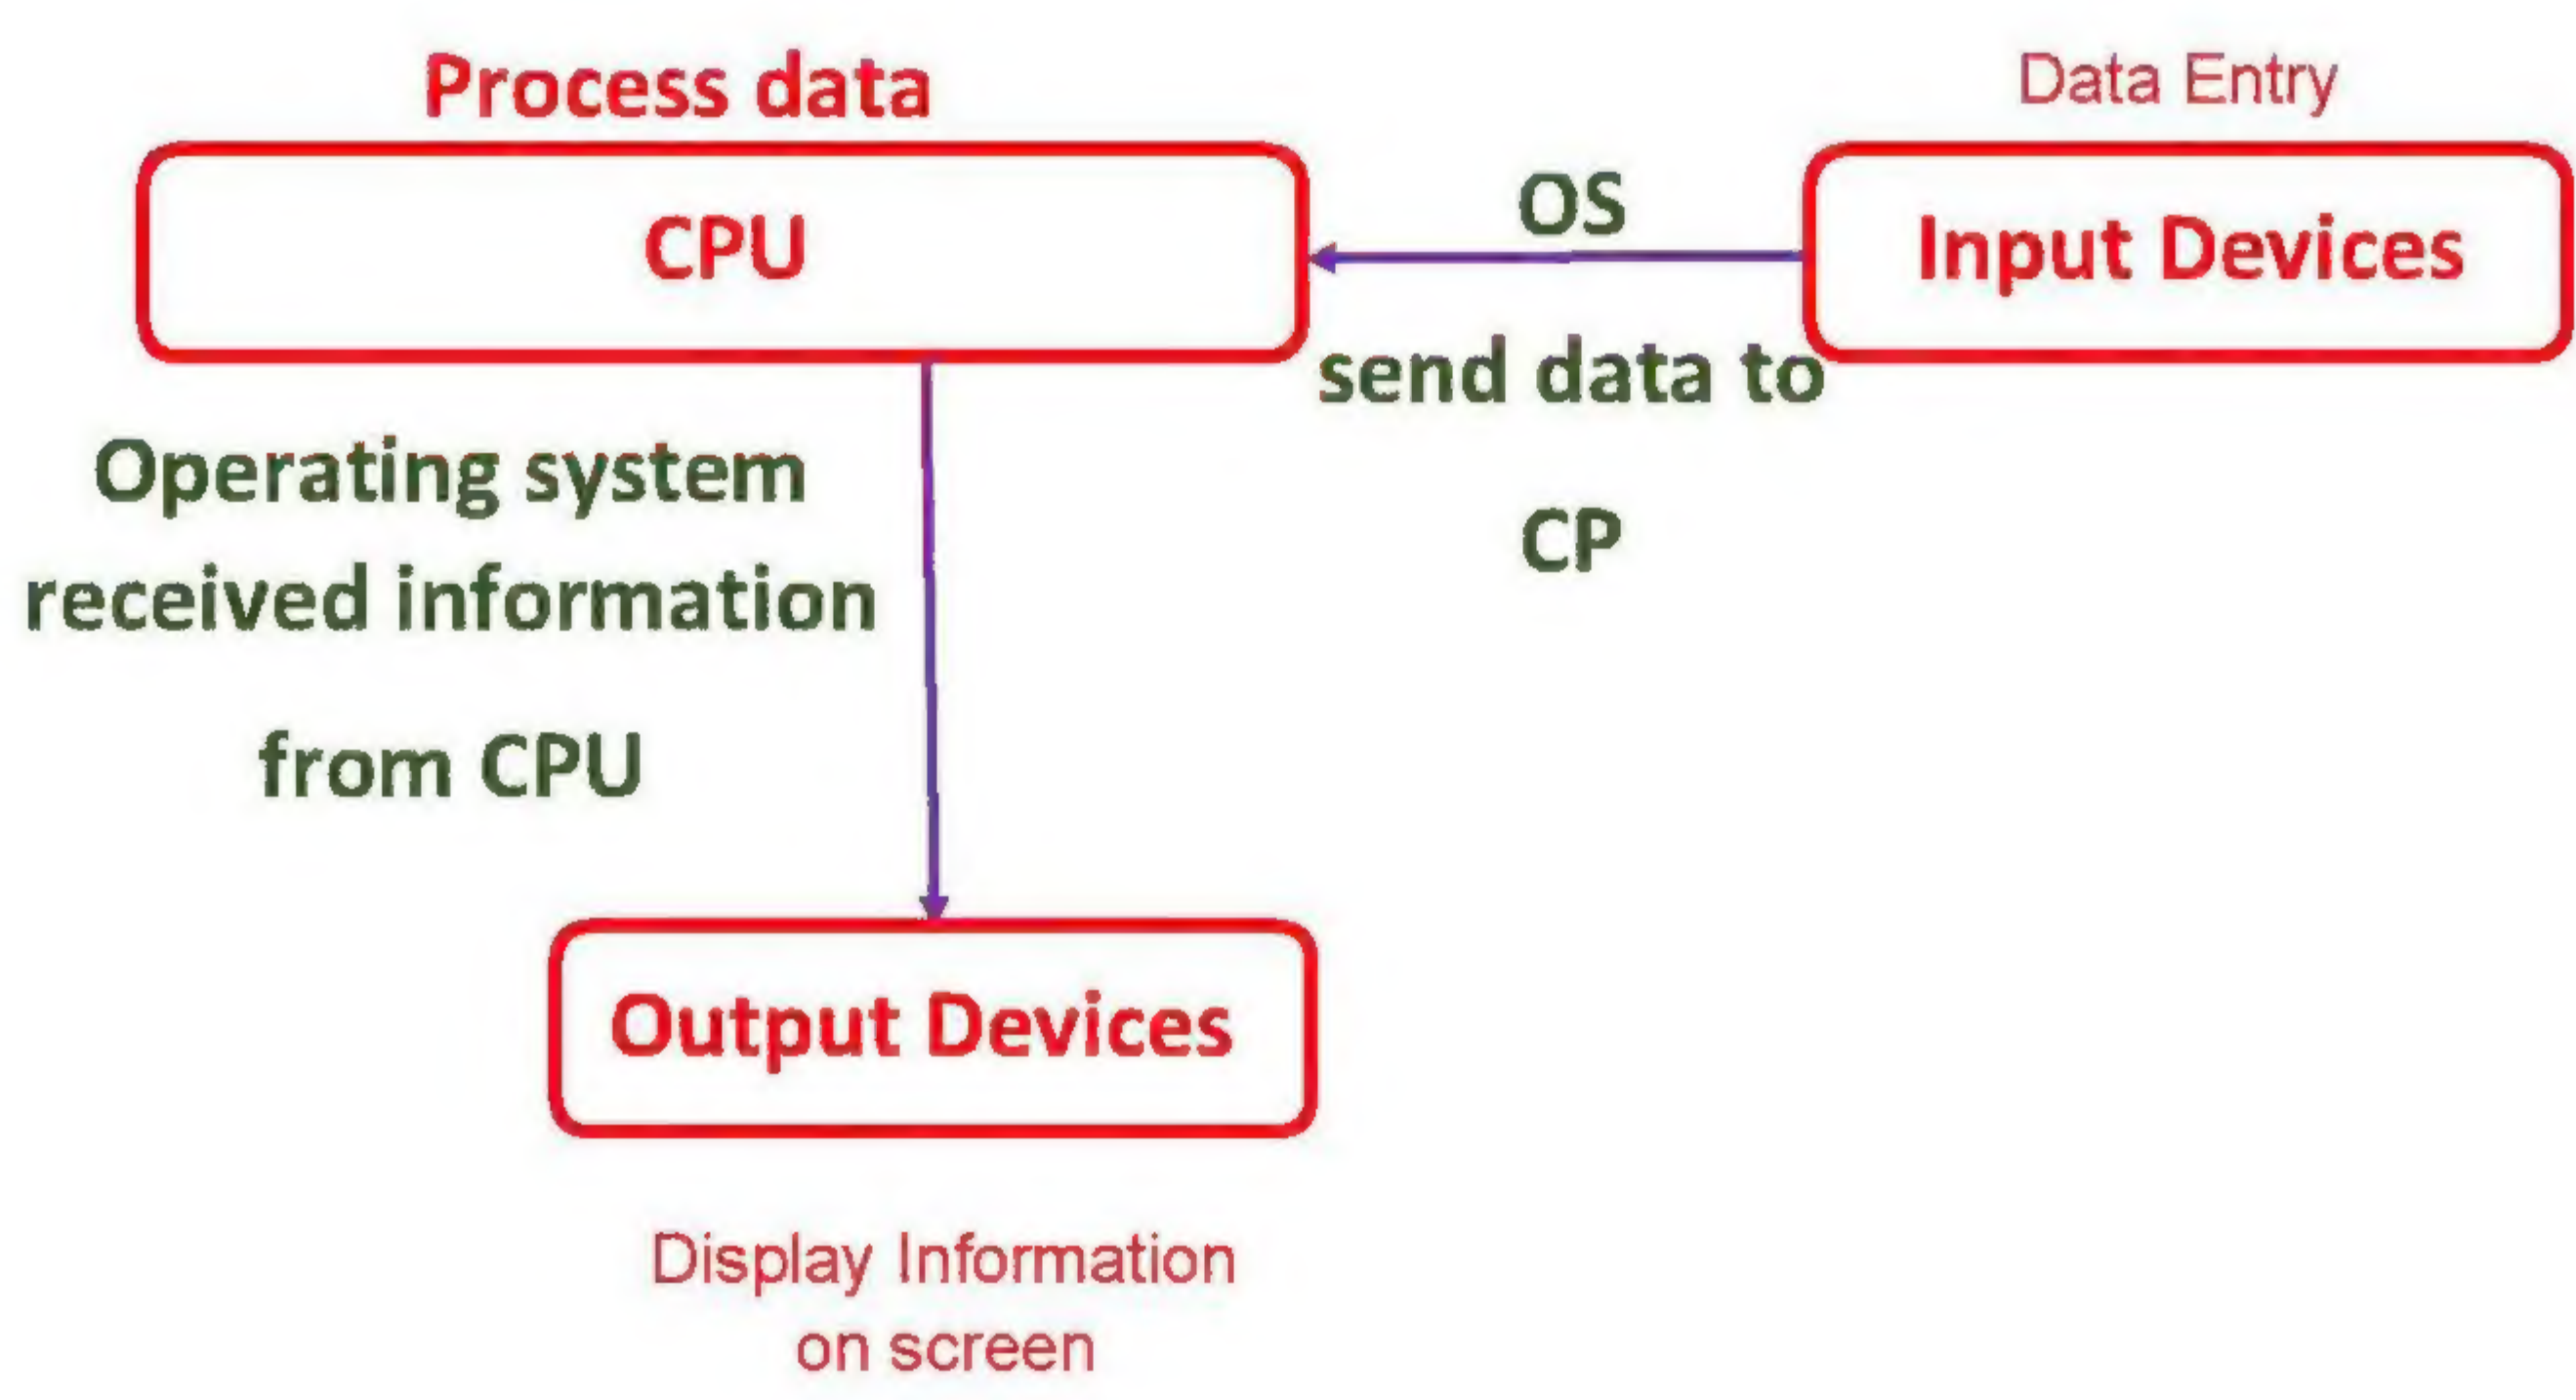 Process data
CPU
Data Entry
Input Devices
OS
send data to
CP
Operating system
received information
from CPU
Output Devices
Display Information
on screen